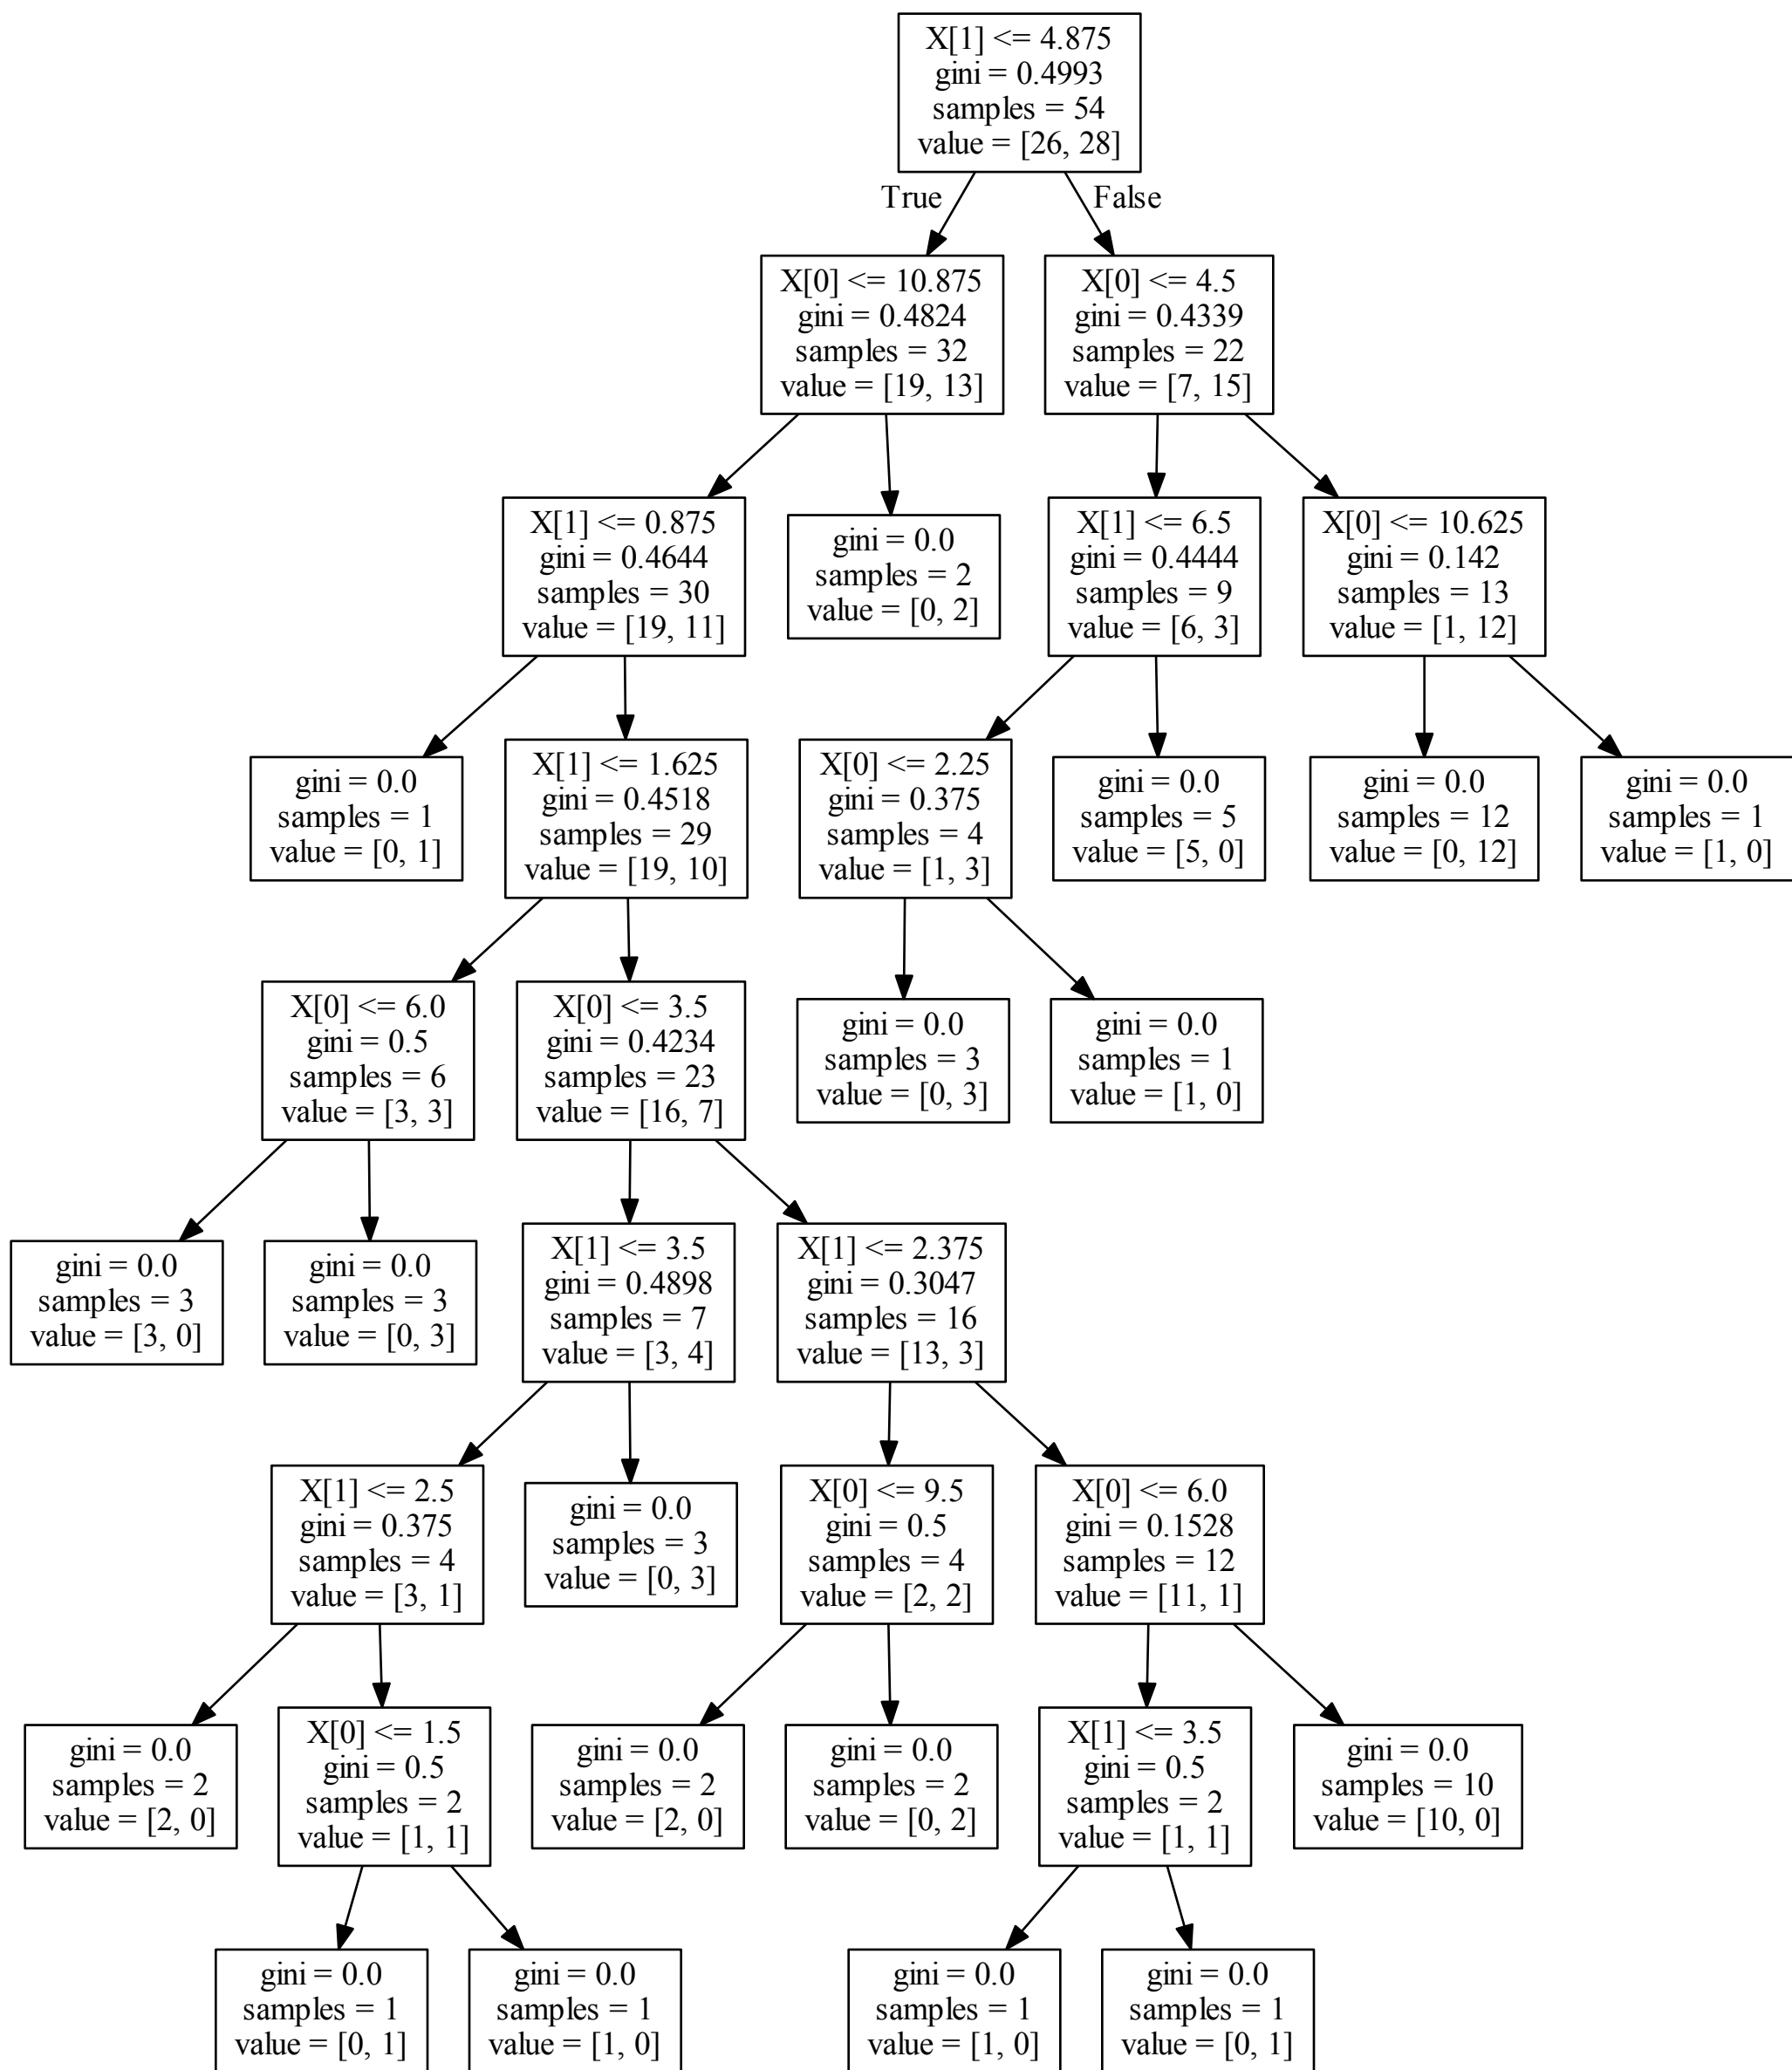 X[1] <= 4.875
gini = 0.4993
samples = 54
value = [26, 28]
True
False
X[0] <= 10.875
gini = 0.4824
samples = 32
value = [19, 13]
X[0] <= 4.5
gini = 0.4339
samples = 22
value = [7, 15]
X[1] <= 0.875
gini = 0.4644
samples = 30
value = [19, 11]
gini = 0.0
samples = 2
value = [0, 2]
X[1] <= 6.5
gini = 0.4444
samples = 9
value = [6, 3]
X[0] <= 10.625
gini = 0.142
samples = 13
value = [1, 12]
gini = 0.0
samples = 1
value = [0, 1]
X[1] <= 1.625
gini = 0.4518
samples = 29
value = [19, 10]
X[0] <= 2.25
gini = 0.375
samples = 4
value = [1, 3]
gini = 0.0
samples = 5
value = [5, 0]
gini = 0.0
samples = 12
value = [0, 12]
gini = 0.0
samples = 1
value = [1, 0]
X[0] <= 6.0
gini = 0.5
samples = 6
value = [3, 3]
X[0] <= 3.5
gini = 0.4234
samples = 23
value = [16, 7]
gini = 0.0
samples = 3
value = [0, 3]
gini = 0.0
samples = 1
value = [1, 0]
gini = 0.0
samples = 3
value = [3, 0]
gini = 0.0
samples = 3
value = [0, 3]
X[1] <= 3.5
gini = 0.4898
samples = 7
value = [3, 4]
X[1] <= 2.375
gini = 0.3047
samples = 16
value = [13, 3]
X[1] <= 2.5
gini = 0.375
samples = 4
value = [3, 1]
gini = 0.0
samples = 3
value = [0, 3]
X[0] <= 9.5
gini = 0.5
samples = 4
value = [2, 2]
X[0] <= 6.0
gini = 0.1528
samples = 12
value = [11, 1]
gini = 0.0
samples = 2
value = [2, 0]
X[0] <= 1.5
gini = 0.5
samples = 2
value = [1, 1]
gini = 0.0
samples = 2
value = [2, 0]
gini = 0.0
samples = 2
value = [0, 2]
X[1] <= 3.5
gini = 0.5
samples = 2
value = [1, 1]
gini = 0.0
samples = 10
value = [10, 0]
gini = 0.0
samples = 1
value = [0, 1]
gini = 0.0
samples = 1
value = [1, 0]
gini = 0.0
samples = 1
value = [1, 0]
gini = 0.0
samples = 1
value = [0, 1]